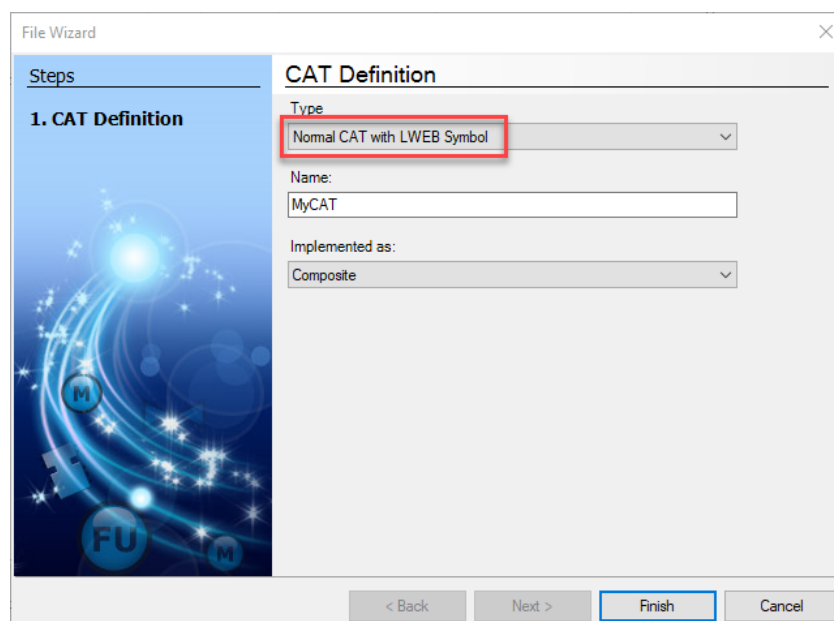 File Wizard
Steps
1. CAT Definition
CAT Definition
Type
Normal CAT with LWEB Symbol
Name:
MyCAT
Implemented as:
Composite
M
FU
M
< Back
Next >
Finish
Cancel